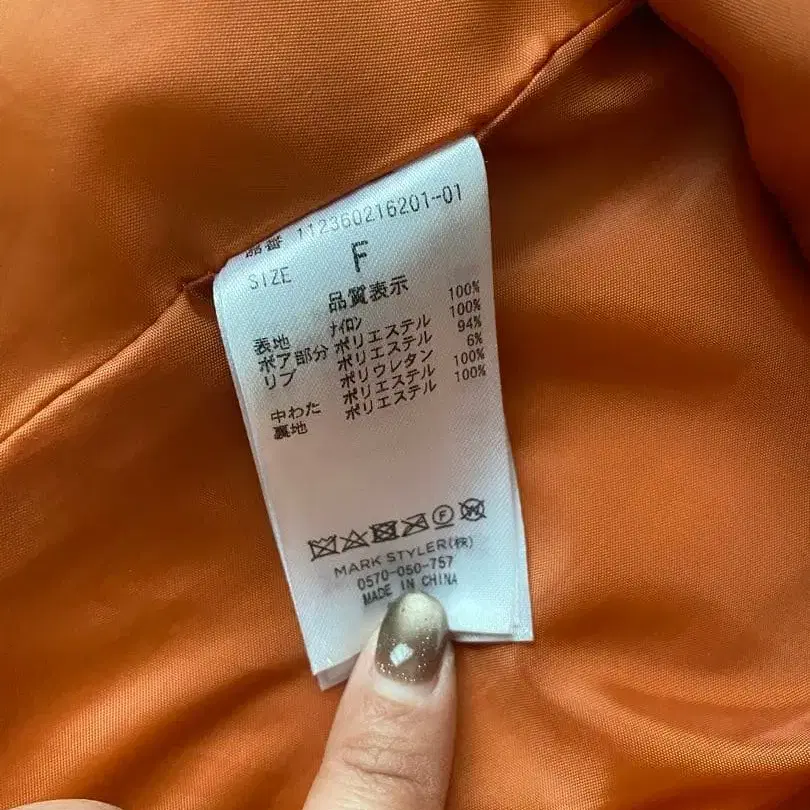 品番 112360216201-01
SIZE F
品質表示
表地 ナイロン 100%
ボア部分 ポリエステル 100%
リブ ポリエステル 94%
ポリウレタン 6%
中わた ポリエステル 100%
裏地 ポリエステル 100%
MARK STYLER(株)
0570-050-757
MADE IN CHINA